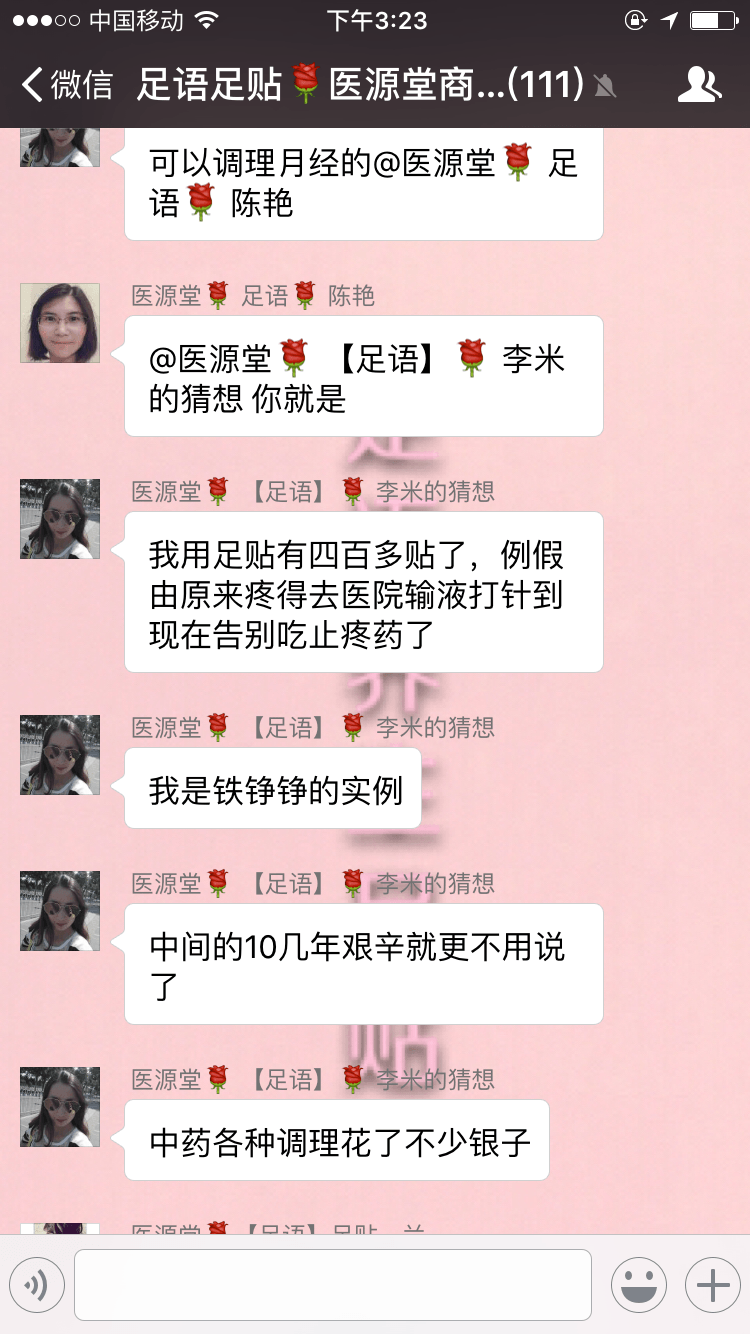 中国移动 下午3:23
微信 足语足贴🌹医源堂商...(111)
可以调理月经的@医源堂🌹 足
语🌹 陈艳
医源堂🌹 足语🌹 陈艳
@医源堂🌹 【足语】🌹 李米
的猜想 你就是
医源堂🌹 【足语】🌹 李米的猜想
我用足贴有四百多贴了，例假
由原来疼得去医院输液打针到
现在告别吃止疼药了
医源堂🌹 【足语】🌹 李米的猜想
我是铁铮铮的实例
医源堂🌹 【足语】🌹 李米的猜想
中间的10几年艰辛就更不用说
了
医源堂🌹 【足语】🌹 李米的猜想
中药各种调理花了不少银子
医源堂🌹 【足语】足贴